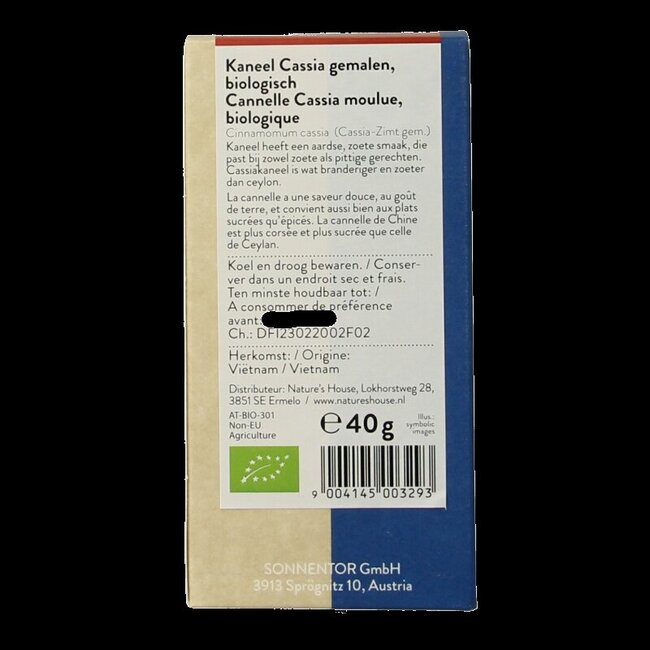 Kaneel Cassia gemalen,
biologisch
Cannelle Cassia moulue,
biologique
Cinnamomum cassia (Cassia-Zimt gem.)
Kaneel heeft een aardse, zoete smaak, die
past bij zowel zoete als pittige gerechten.
Cassiakaneel is wat branderiger en zoeter
dan ceylon.
La cannelle a une saveur douce, au goût
de terre, et convient aussi bien aux plats
sucrées qu'épicés. La cannelle de Chine
est plus corsée et plus sucrée que celle
de Ceylan.
Koel en droog bewaren. / Conser-
ver dans un endroit sec et frais.
Ten minste houdbaar tot: /
A consommer de préférence
avant:
Ch.: DF123022002F02
Herkomst: / Origine:
Viëtnam / Vietnam
Distributeur: Nature's House, Lokhorstweg 28,
3851 SE Ermelo / www.natureshouse.nl
AT-BIO-301
Non-EU
Agriculture
℮40g
Illus.:
symbolic
images
9 004145 003293
SONNENTOR GmbH
3913 Sprögnitz 10, Austria